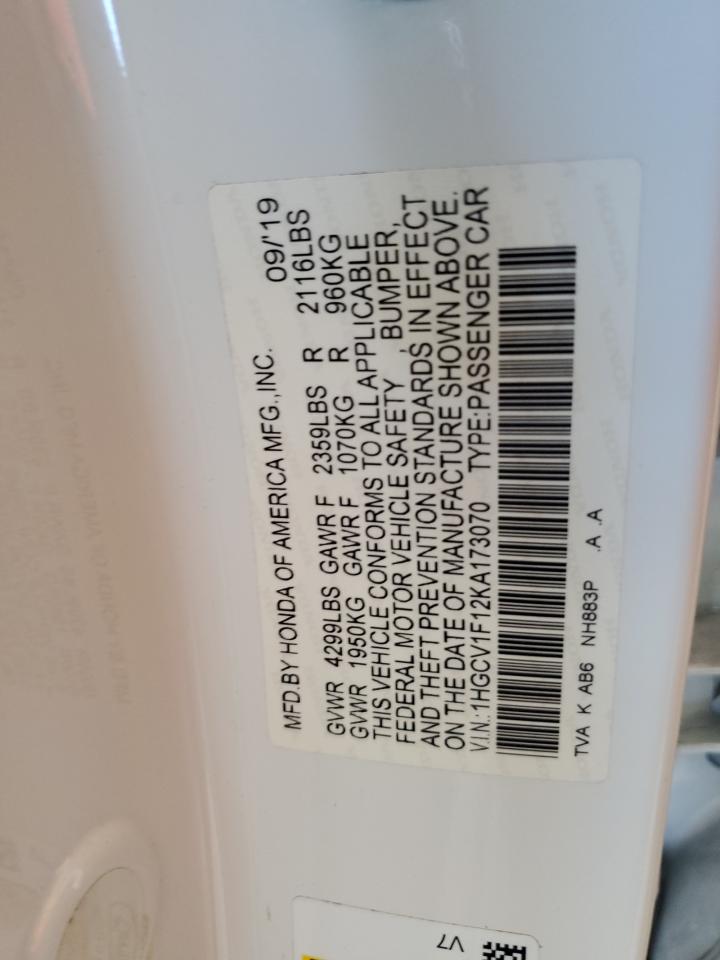 MFD.BY HONDA OF AMERICA MFG.,INC. 09/'19
GVWR 4299LBS GAWR F 2359LBS R 2116LBS
GVWR 1950KG GAWR F 1070KG R 960KG
THIS VEHICLE CONFORMS TO ALL APPLICABLE
FEDERAL MOTOR VEHICLE SAFETY , BUMPER,
AND THEFT PREVENTION STANDARDS IN EFFECT
ON THE DATE OF MANUFACTURE SHOWN ABOVE.
V.I.N.:1HGCV1F12KA173070 TYPE:PASSENGER CAR
TVA K AB6 NH883P .A .A
V7